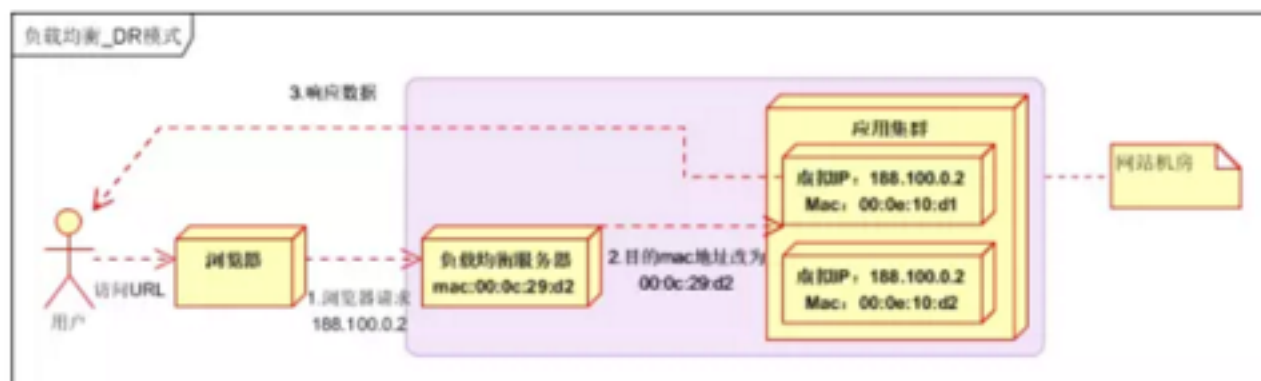 负载均衡_DR模式
3.响应数据
应用集群
虚拟IP：188.100.0.2
Mac：00:0e:10:d1
网站机房
浏览器
负载均衡服务器
mac:00:0c:29:d2
2.目的mac地址改为
00:0c:29:d2
虚拟IP：188.100.0.2
Mac：00:0e:10:d2
访问URL
1.浏览器请求
188.100.0.2
用户